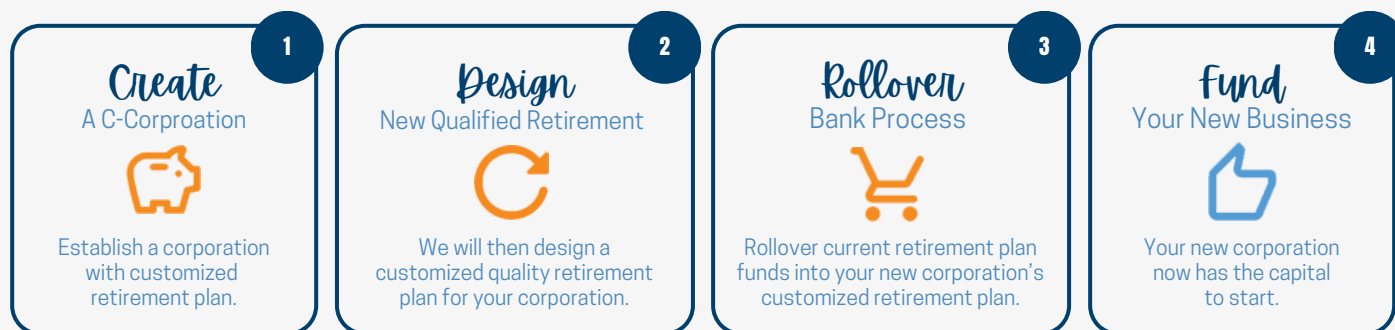 1
Create
A C-Corproation
Establish a corporation
with customized
retirement plan.
2
Design
New Qualified Retirement
We will then design a
customized quality retirement
plan for your corporation.
3
Rollover
Bank Process
Rollover current retirement plan
funds into your new corporation's
customized retirement plan.
4
Fund
Your New Business
Your new corporation
now has the capital
to start.